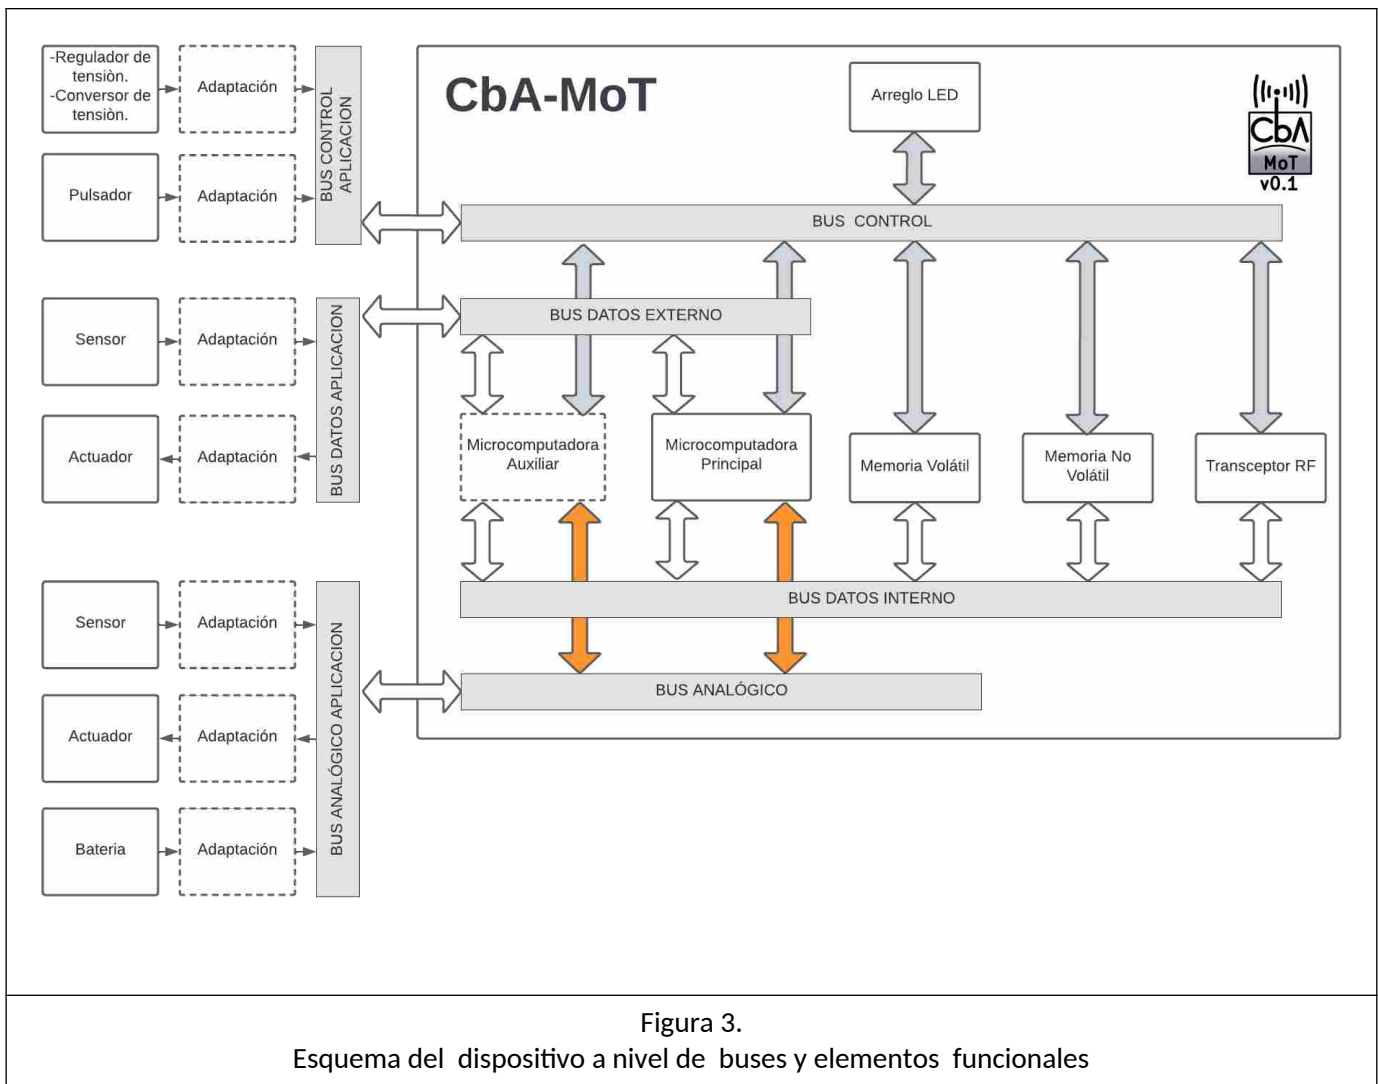 -Regulador de
tensiòn.
-Conversor de
tensiòn.
Adaptación
BUS CONTROL
APLICACION
Pulsador
Adaptación
CbA-MoT
Arreglo LED
CbA
MoT
v0.1
BUS CONTROL
Sensor
Adaptación
BUS DATOS APLICACION
Actuador
Adaptación
BUS DATOS EXTERNO
Microcomputadora
Auxiliar
Microcomputadora
Principal
Memoria Volátil
Memoria No
Volátil
Transceptor RF
BUS DATOS INTERNO
BUS ANALÓGICO
Sensor
Adaptación
BUS ANALÓGICO APLICACION
Actuador
Adaptación
Bateria
Adaptación
Figura 3.
Esquema del dispositivo a nivel de buses y elementos funcionales